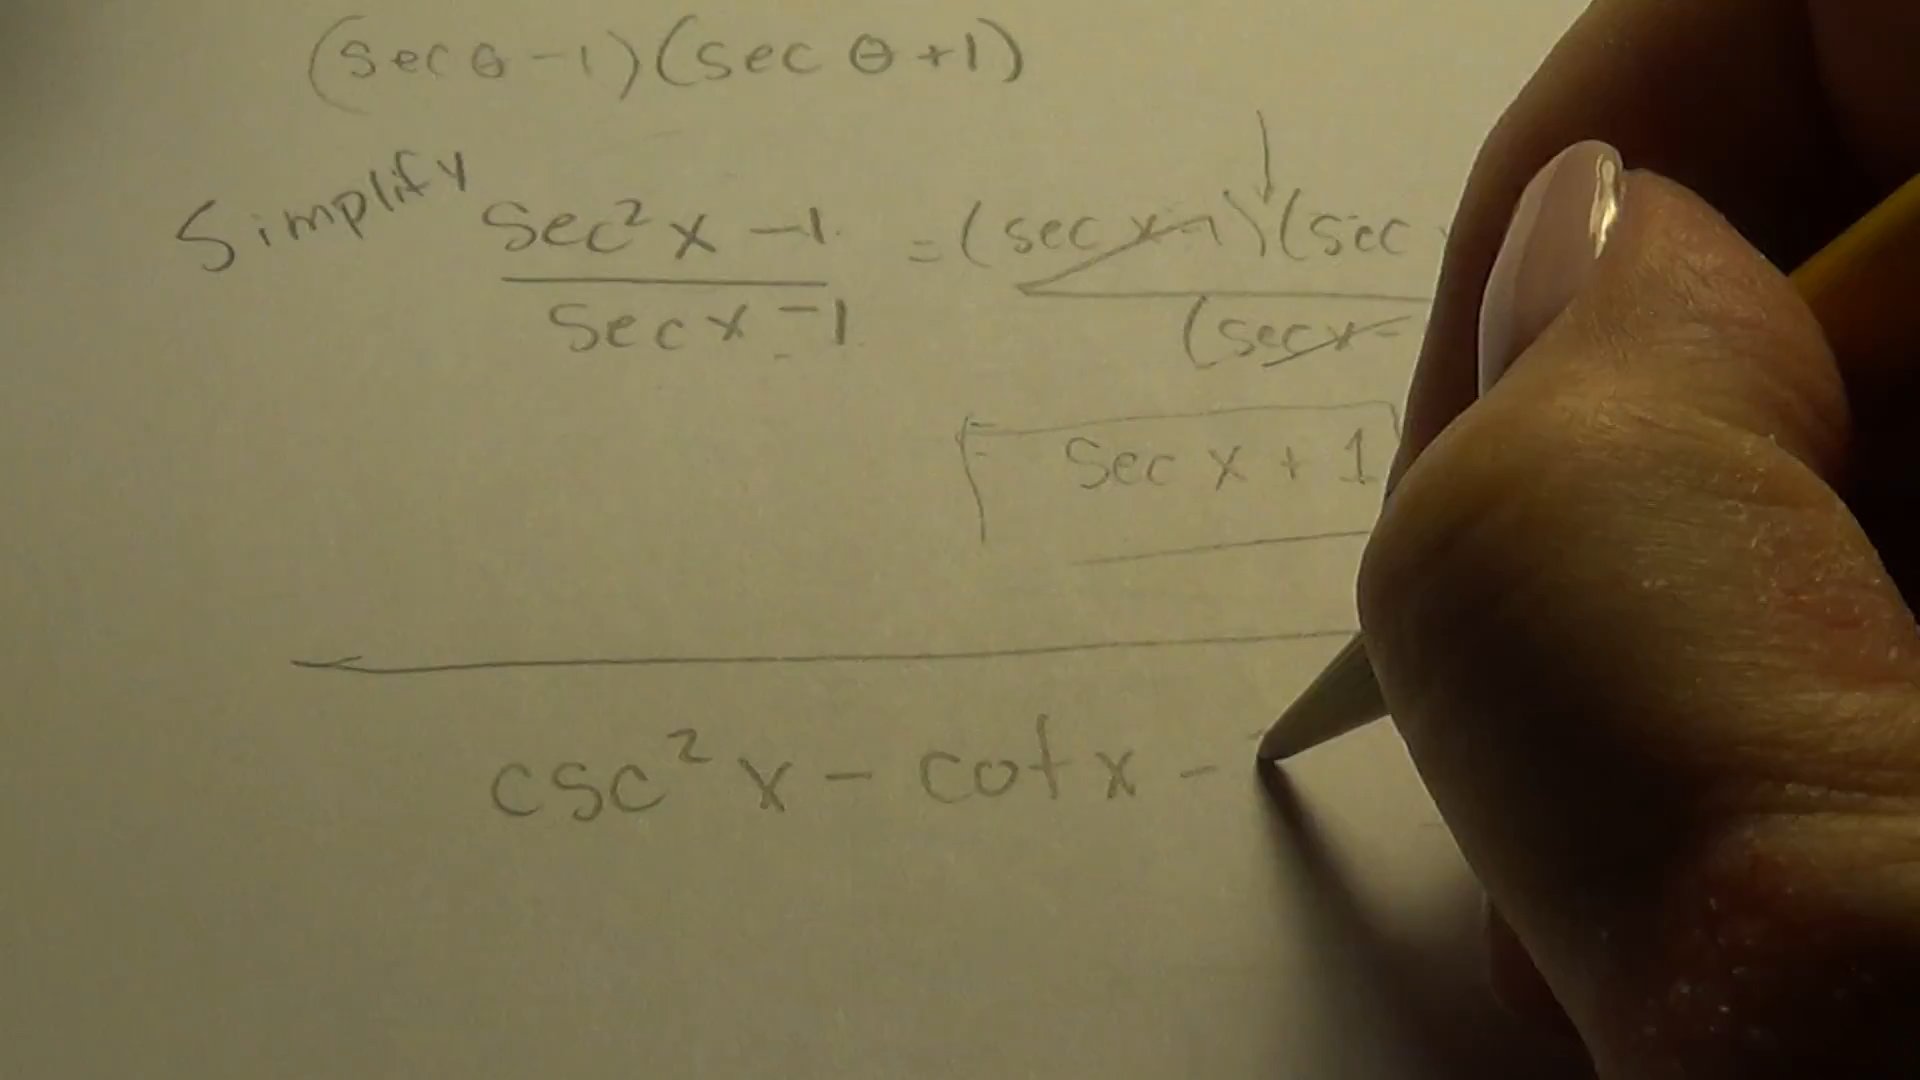 (sec θ - 1)(sec θ + 1)
Simplify sec² x - 1 = (sec x - 1)(sec
sec x - 1 (sec x -
= sec x + 1
csc² x - cot x -